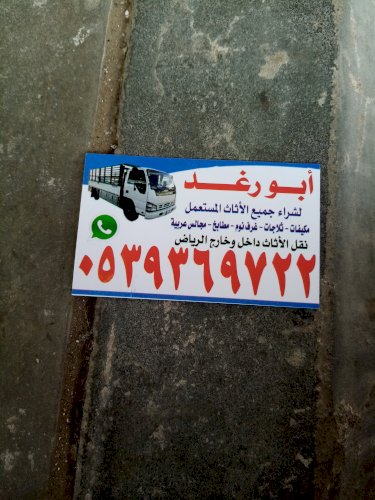 أبو رغد
لشراء جميع الأثاث المستعمل
مكيفات - ثلاجات - غرف نوم - مطابخ - مجالس عربية
نقل الأثاث داخل وخارج الرياض
٠٥٣٩٣٦٩٧٢٢